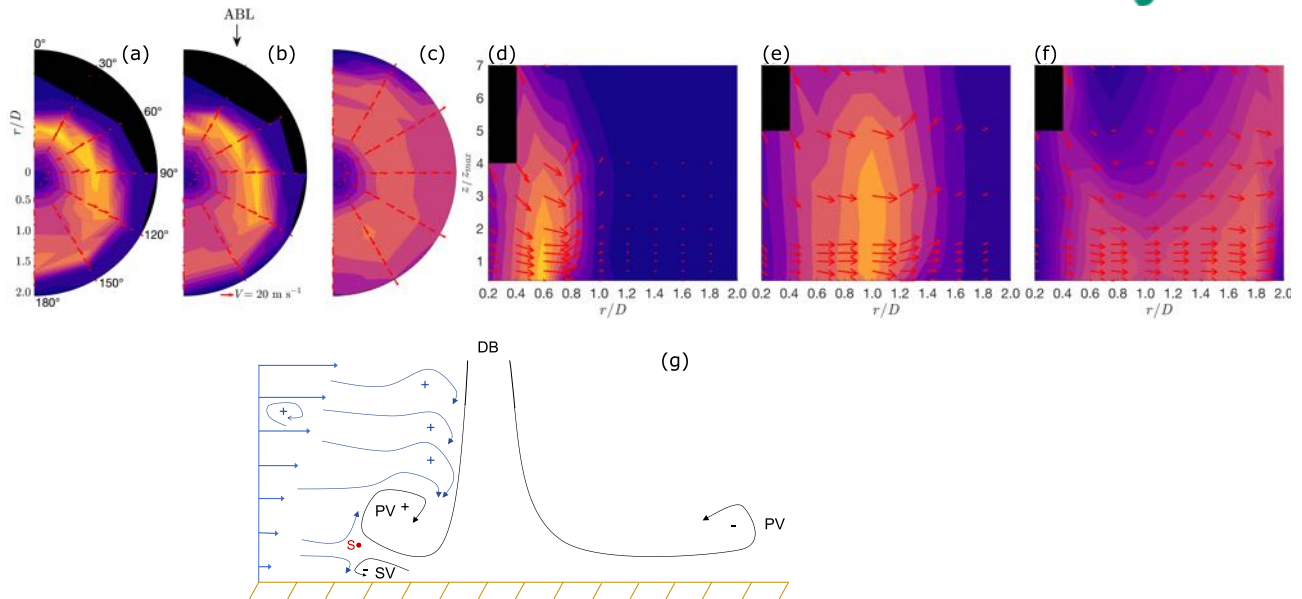 ABL
(a)
(b)
(c)
(d)
(e)
(f)
0°
30°
60°
90°
120°
150°
180°
r/D
0
0.5
1.0
1.5
2.0
V = 20 m s⁻¹
z/z_max
7
6
5
4
3
2
1
0.2 0.4 0.6 0.8 1.0 1.2 1.4 1.6 1.8 2.0
r/D
0.2 0.4 0.6 0.8 1.0 1.2 1.4 1.6 1.8 2.0
r/D
0.2 0.4 0.6 0.8 1.0 1.2 1.4 1.6 1.8 2.0
r/D
DB
(g)
+
+
+
+
PV +
S
- SV
-
PV